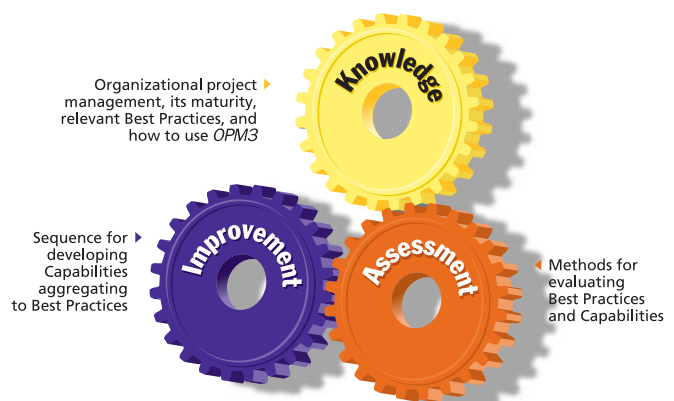 Knowledge
Organizational project
management, its maturity,
relevant Best Practices, and
how to use OPM3
Improvement
Sequence for
developing
Capabilities
aggregating
to Best Practices
Assessment
Methods for
evaluating
Best Practices
and Capabilities